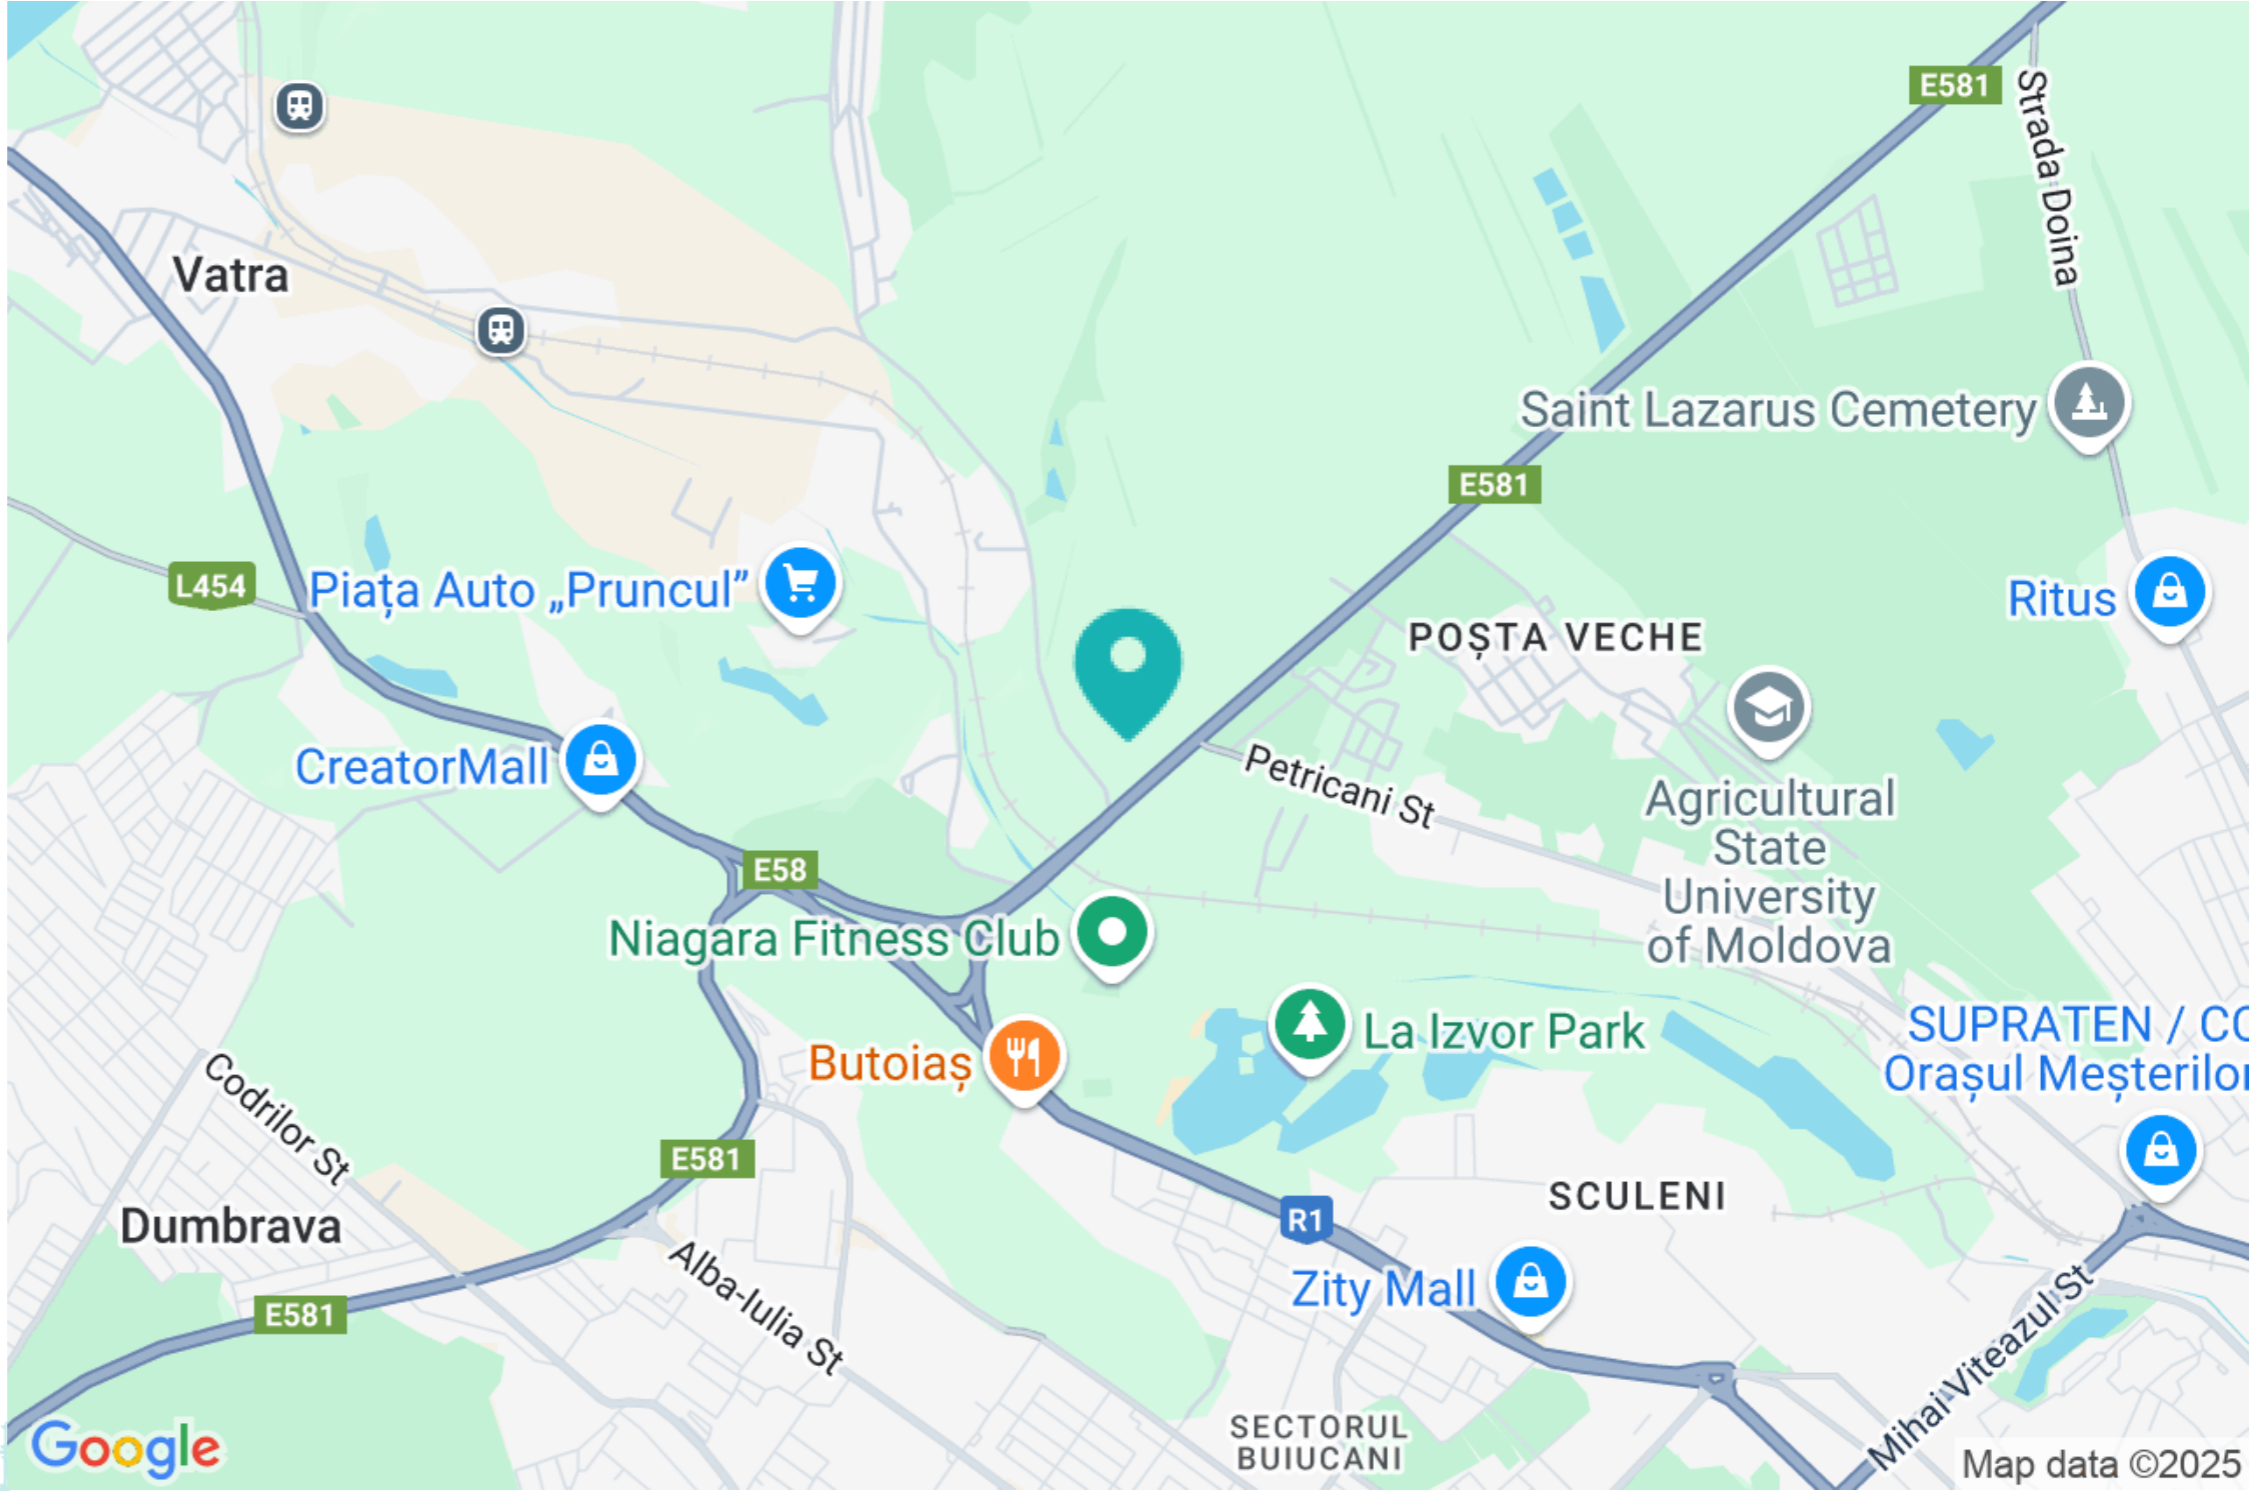 E581
Strada Doina
Vatra
Saint Lazarus Cemetery
E581
L454
Piața Auto „Pruncul”
Ritus
POȘTA VECHE
CreatorMall
Petricani St
Agricultural
State
University
of Moldova
E58
Niagara Fitness Club
SUPRATEN / CO
Orașul Meșterilor
La Izvor Park
Butoiaș
Codrilor St
E581
SCULENI
Dumbrava
R1
Zity Mall
Alba-Iulia St
E581
Mihai Viteazul St
SECTORUL
BUIUCANI
Google
Map data ©2025